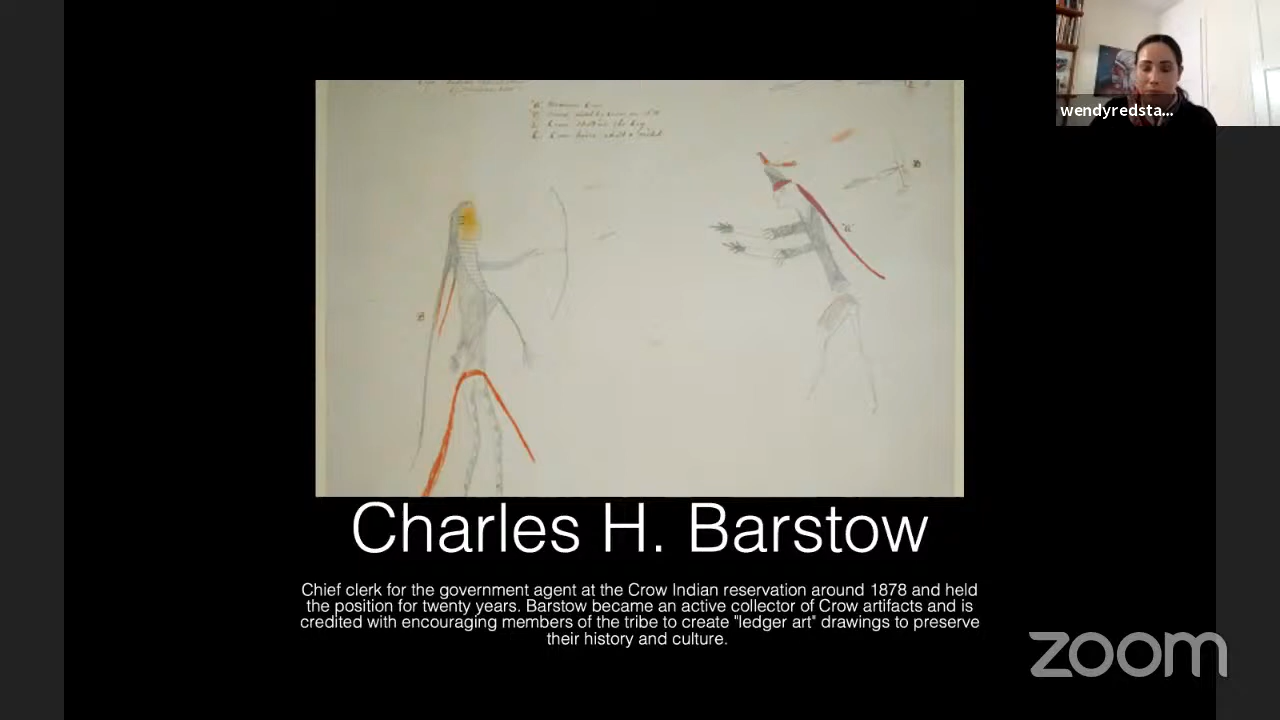 wendyredsta...
Charles H. Barstow
Chief clerk for the government agent at the Crow Indian reservation around 1878 and held
the position for twenty years. Barstow became an active collector of Crow artifacts and is
credited with encouraging members of the tribe to create "ledger art" drawings to preserve
their history and culture.
zoom